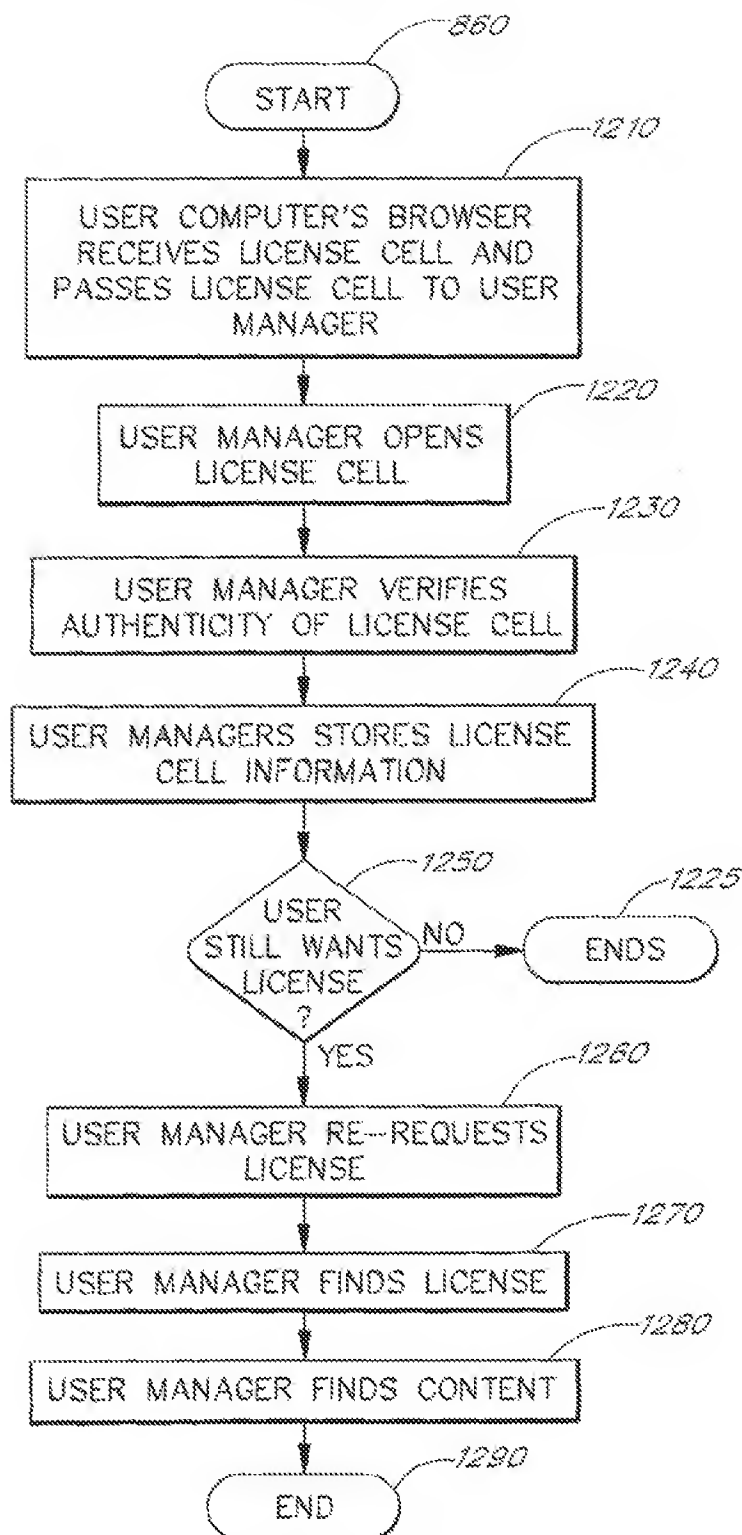 860
START
1210
USER COMPUTER'S BROWSER
RECEIVES LICENSE CELL AND
PASSES LICENSE CELL TO USER
MANAGER
1220
USER MANAGER OPENS
LICENSE CELL
1230
USER MANAGER VERIFIES
AUTHENTICITY OF LICENSE CELL
1240
USER MANAGERS STORES LICENSE
CELL INFORMATION
1250
USER
STILL WANTS
LICENSE
?
NO
1225
ENDS
YES
1260
USER MANAGER RE-REQUESTS
LICENSE
1270
USER MANAGER FINDS LICENSE
1280
USER MANAGER FINDS CONTENT
1290
END